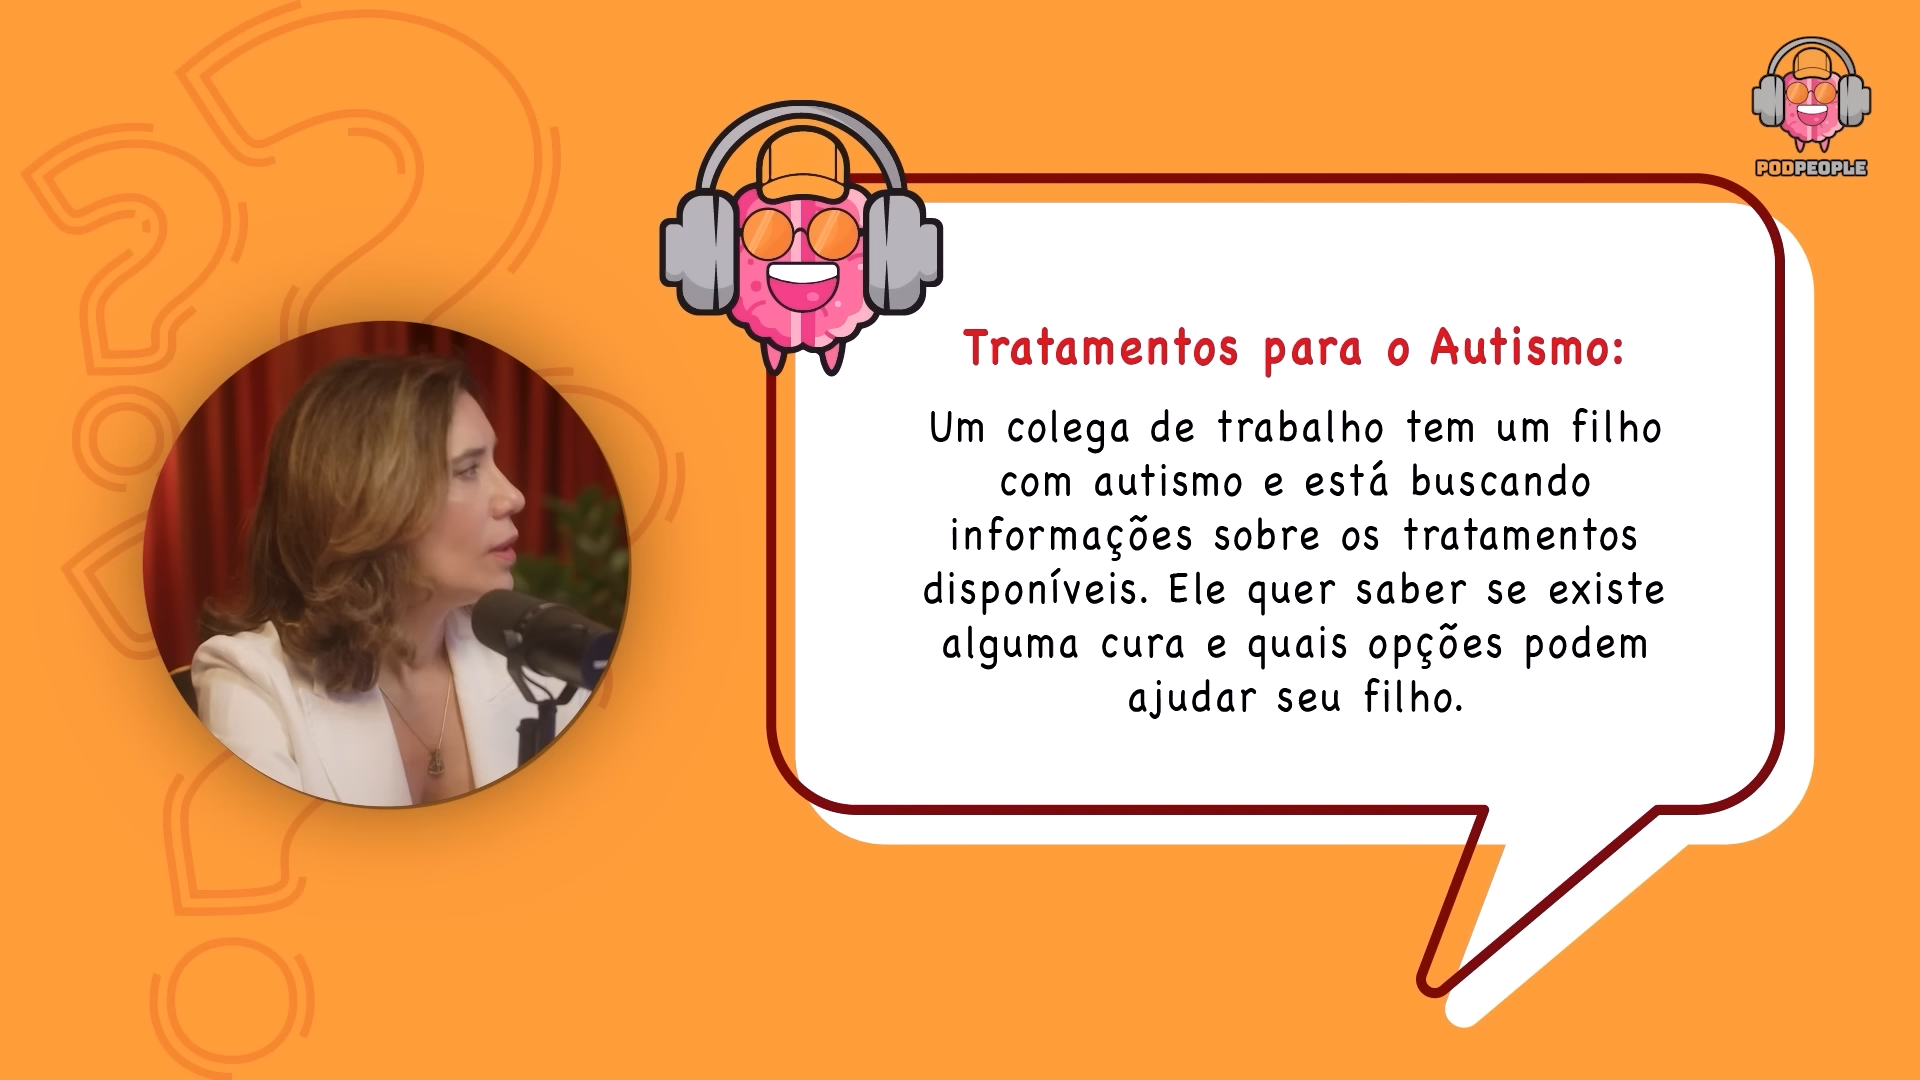 PODPEOPLE
Tratamentos para o Autismo:
Um colega de trabalho tem um filho
com autismo e está buscando
informações sobre os tratamentos
disponíveis. Ele quer saber se existe
alguma cura e quais opções podem
ajudar seu filho.